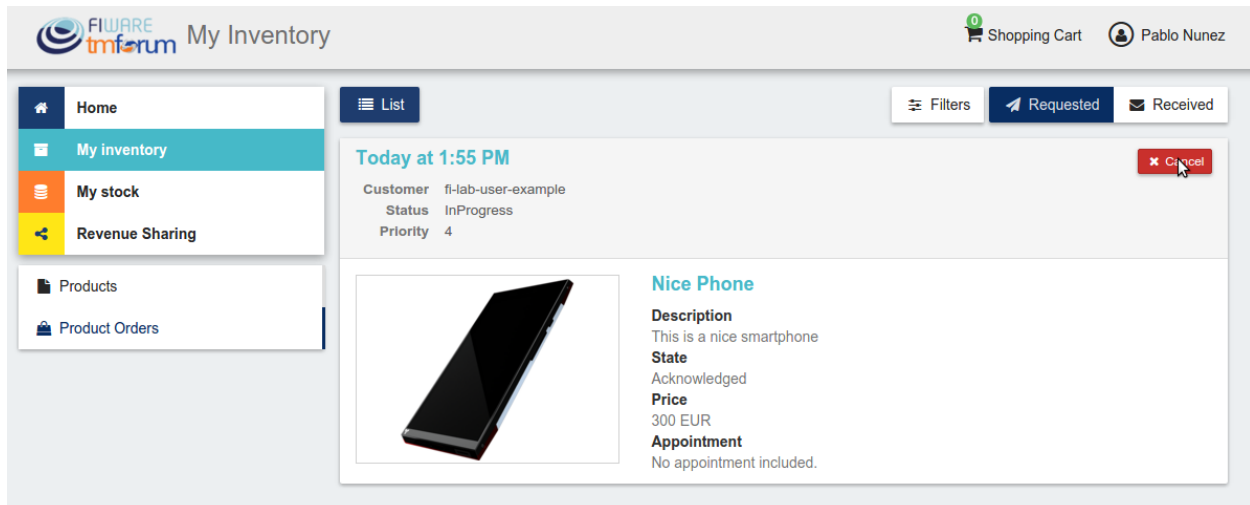 FIWARE
tmforum
My Inventory
0
Shopping Cart
Pablo Nunez
Home
My inventory
My stock
Revenue Sharing
Products
Product Orders
List
Filters
Requested
Received
Today at 1:55 PM
Cancel
Customer fi-lab-user-example
Status InProgress
Priority 4
Nice Phone
Description
This is a nice smartphone
State
Acknowledged
Price
300 EUR
Appointment
No appointment included.